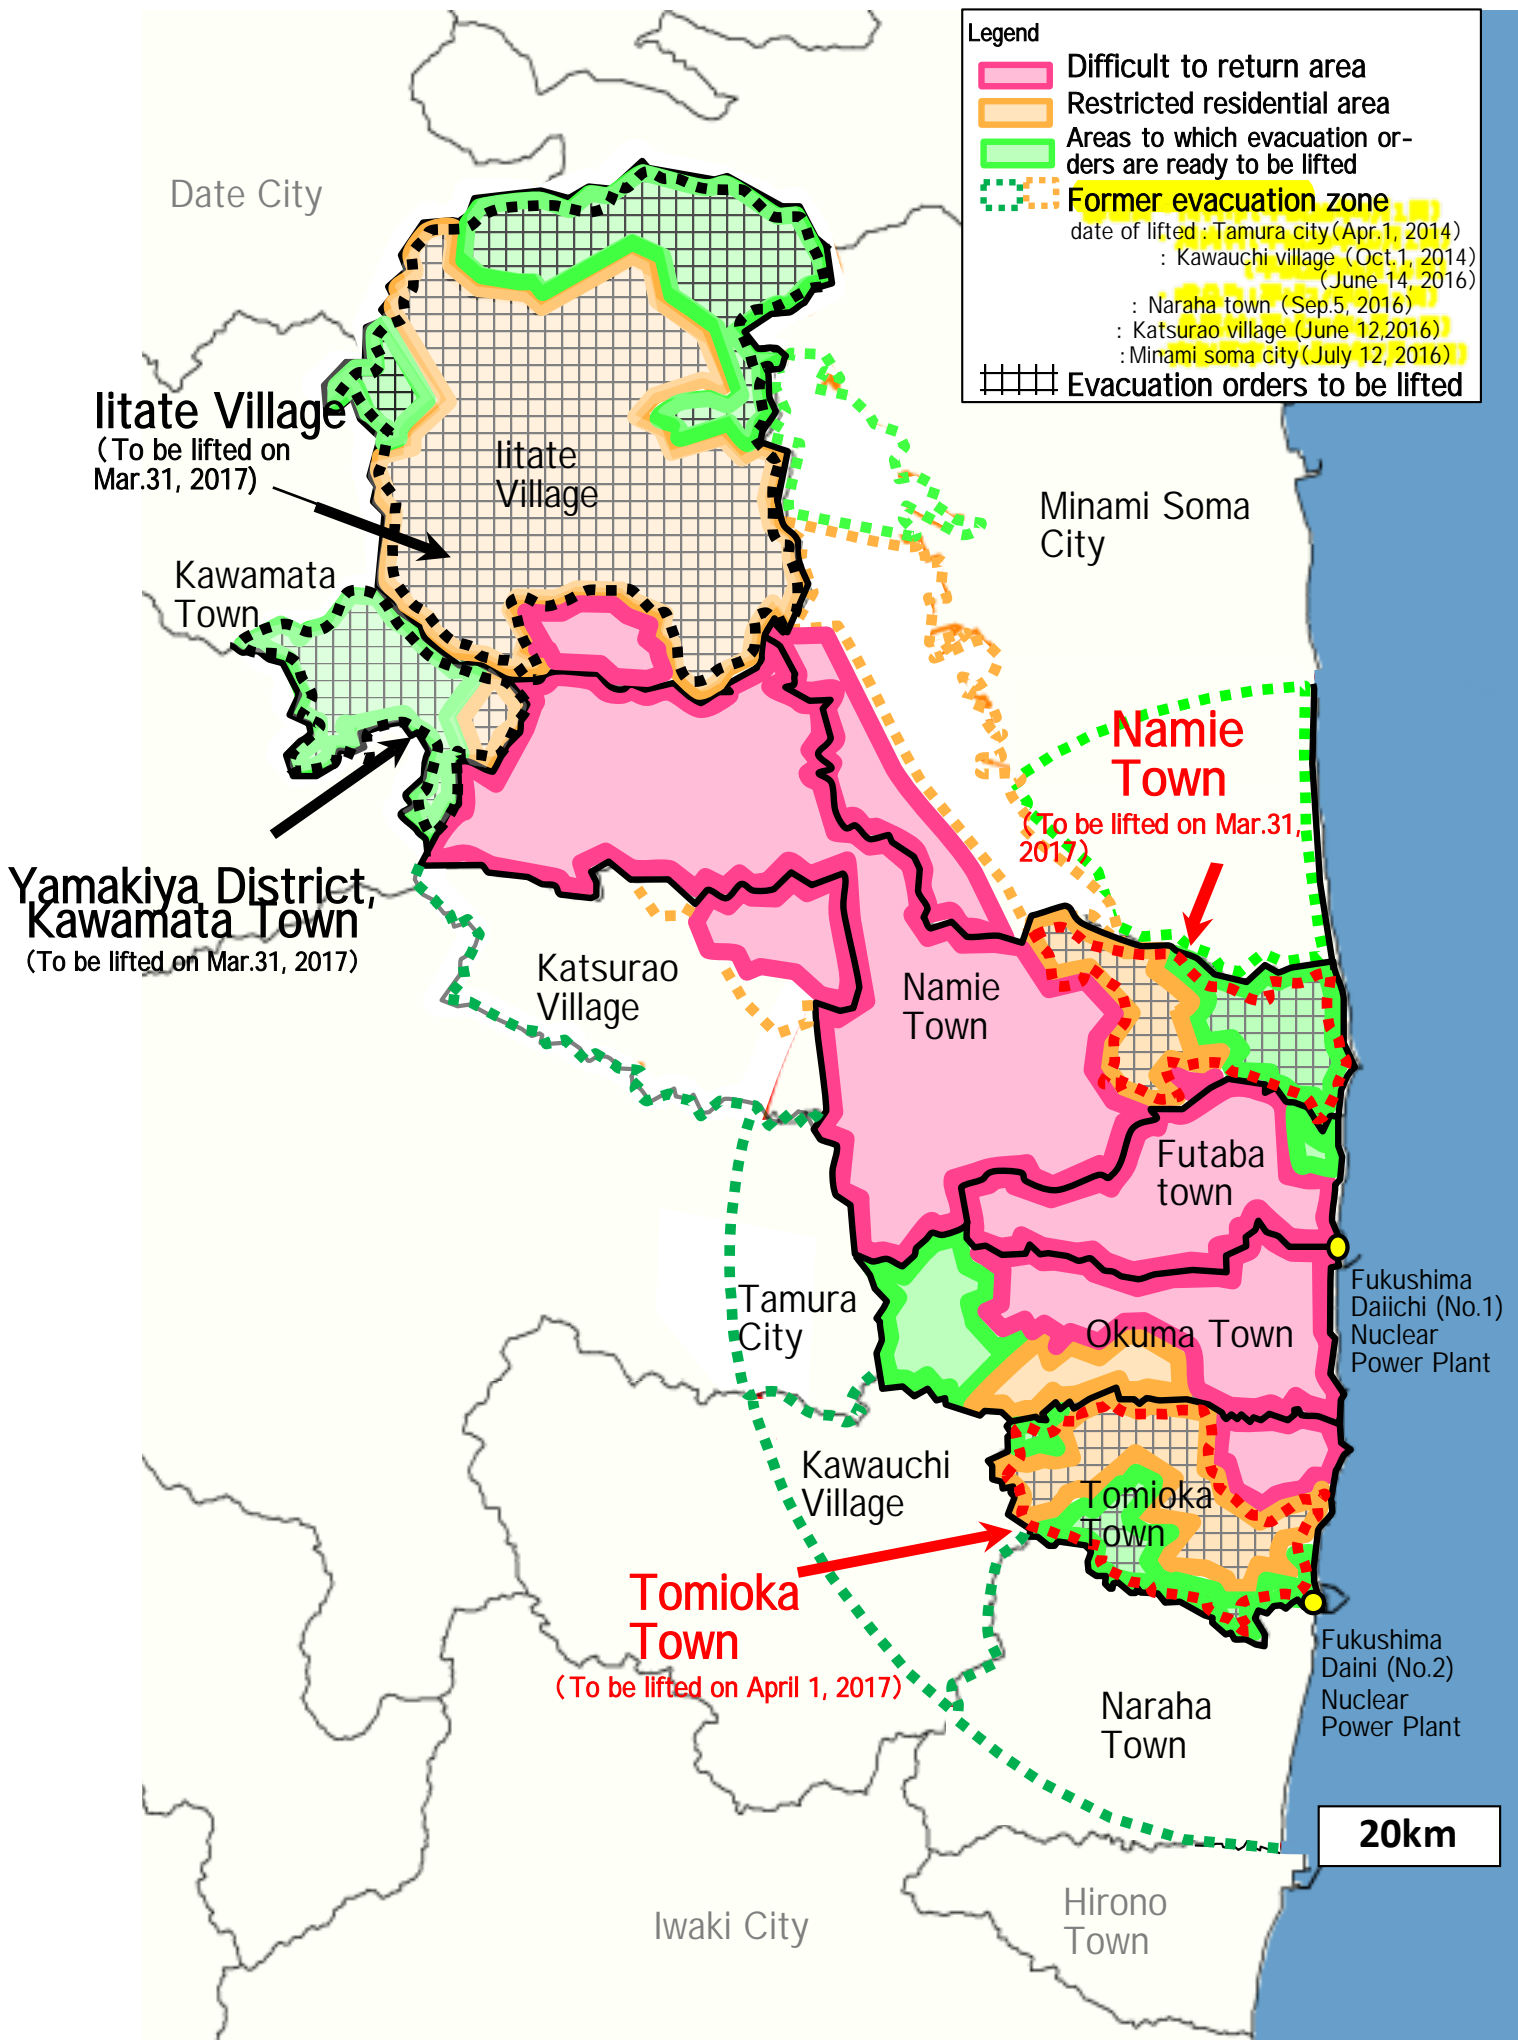 Legend
Difficult to return area
Restricted residential area
Areas to which evacuation or-
ders are ready to be lifted
Former evacuation zone
date of lifted : Tamura city (Apr.1, 2014)
: Kawauchi village (Oct.1, 2014)
(June 14, 2016)
: Naraha town (Sep.5, 2016)
: Katsurao village (June 12,2016)
: Minami soma city (July 12, 2016)
Evacuation orders to be lifted
Date City
Iitate Village
(To be lifted on
Mar.31, 2017)
Iitate
Village
Minami Soma
City
Kawamata
Town
Namie
Town
(To be lifted on Mar.31,
2017)
Yamakiya District,
Kawamata Town
(To be lifted on Mar.31, 2017)
Katsurao
Village
Namie
Town
Futaba
town
Tamura
City
Okuma Town
Fukushima
Daiichi (No.1)
Nuclear
Power Plant
Kawauchi
Village
Tomioka
Town
Tomioka
Town
(To be lifted on April 1, 2017)
Fukushima
Daini (No.2)
Nuclear
Power Plant
Naraha
Town
20km
Hirono
Town
Iwaki City